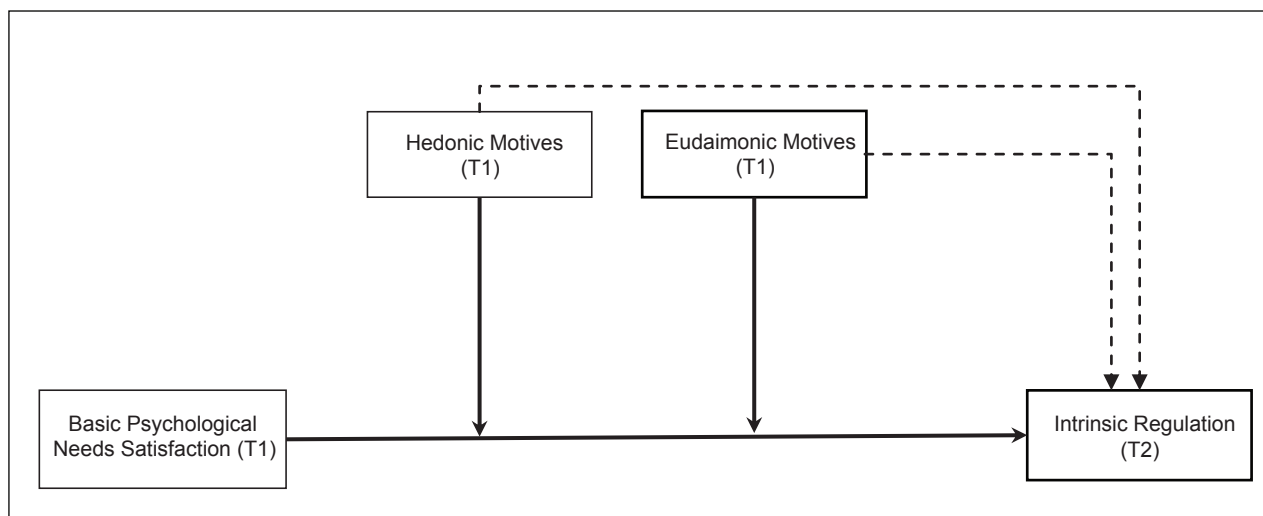 Hedonic Motives
(T1)
Eudaimonic Motives
(T1)
Basic Psychological
Needs Satisfaction (T1)
Intrinsic Regulation
(T2)